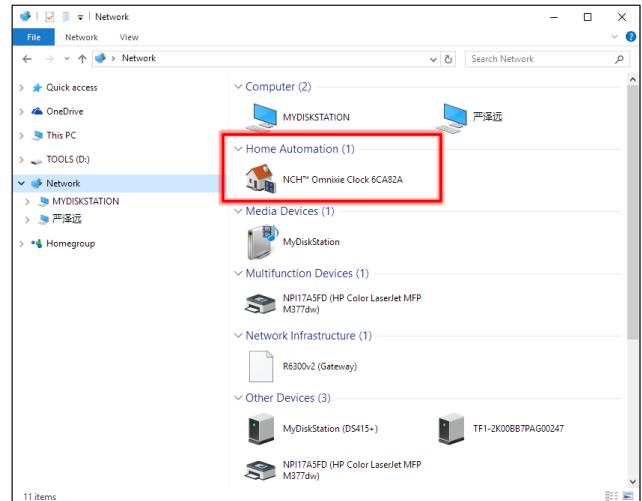 Network
File Network View
Network
Search Network
Quick access
OneDrive
This PC
TOOLS (D:)
Network
MYDISKSTATION
严泽远
Homegroup
Computer (2)
MYDISKSTATION
严泽远
Home Automation (1)
NCH™ Omnixie Clock 6CA82A
Media Devices (1)
MyDiskStation
Multifunction Devices (1)
NPI17A5FD (HP Color LaserJet MFP
M377dw)
Network Infrastructure (1)
R6300v2 (Gateway)
Other Devices (3)
MyDiskStation (DS415+)
TF1-2K00BB7PAG00247
NPI17A5FD (HP Color LaserJet MFP
M377dw)
11 items